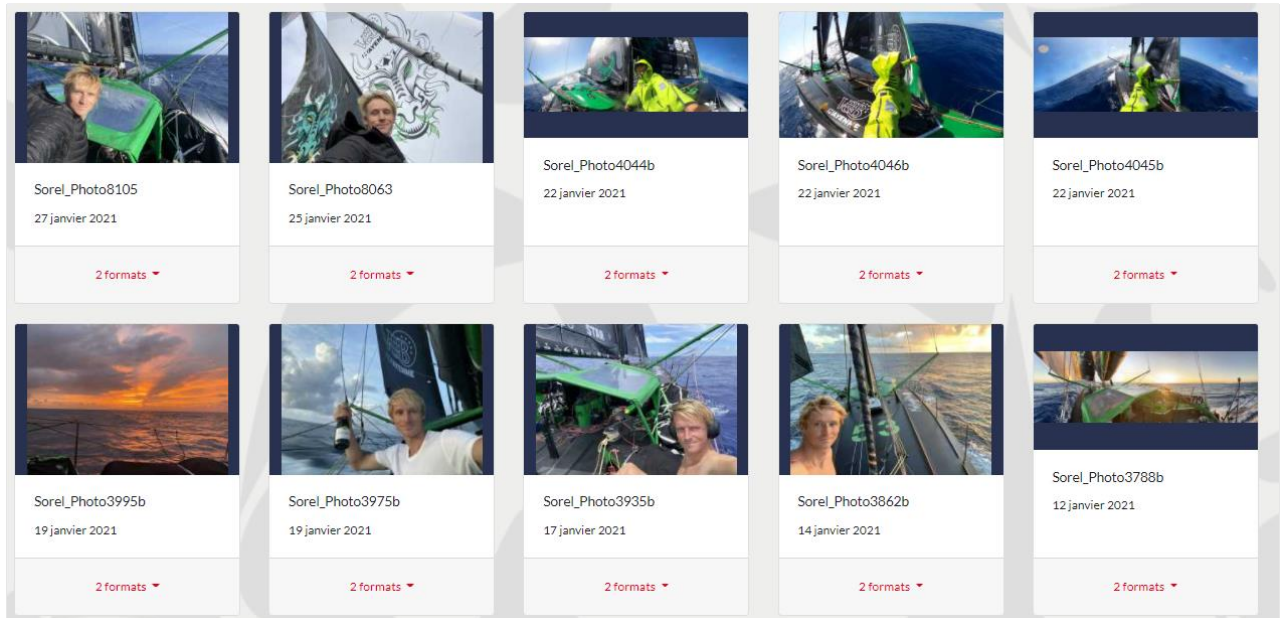 Sorel_Photo8105
27 janvier 2021
2 formats
Sorel_Photo8063
25 janvier 2021
2 formats
Sorel_Photo4044b
22 janvier 2021
2 formats
Sorel_Photo4046b
22 janvier 2021
2 formats
Sorel_Photo4045b
22 janvier 2021
2 formats
Sorel_Photo3995b
19 janvier 2021
2 formats
Sorel_Photo3975b
19 janvier 2021
2 formats
Sorel_Photo3935b
17 janvier 2021
2 formats
Sorel_Photo3862b
14 janvier 2021
2 formats
Sorel_Photo3788b
12 janvier 2021
2 formats